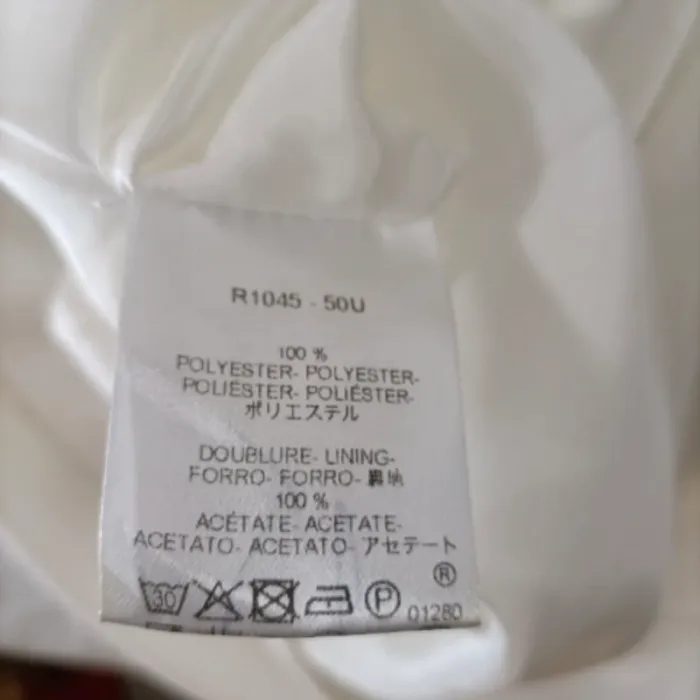 R1045 - 50U
100 %
POLYESTER- POLYESTER-
POLIÉSTER- POLIÉSTER-
ポリエステル
DOUBLURE- LINING-
FORRO- FORRO- 裏地
100 %
ACÉTATE- ACETATE-
ACETATO- ACETATO- アセテート
®
30 P 01280